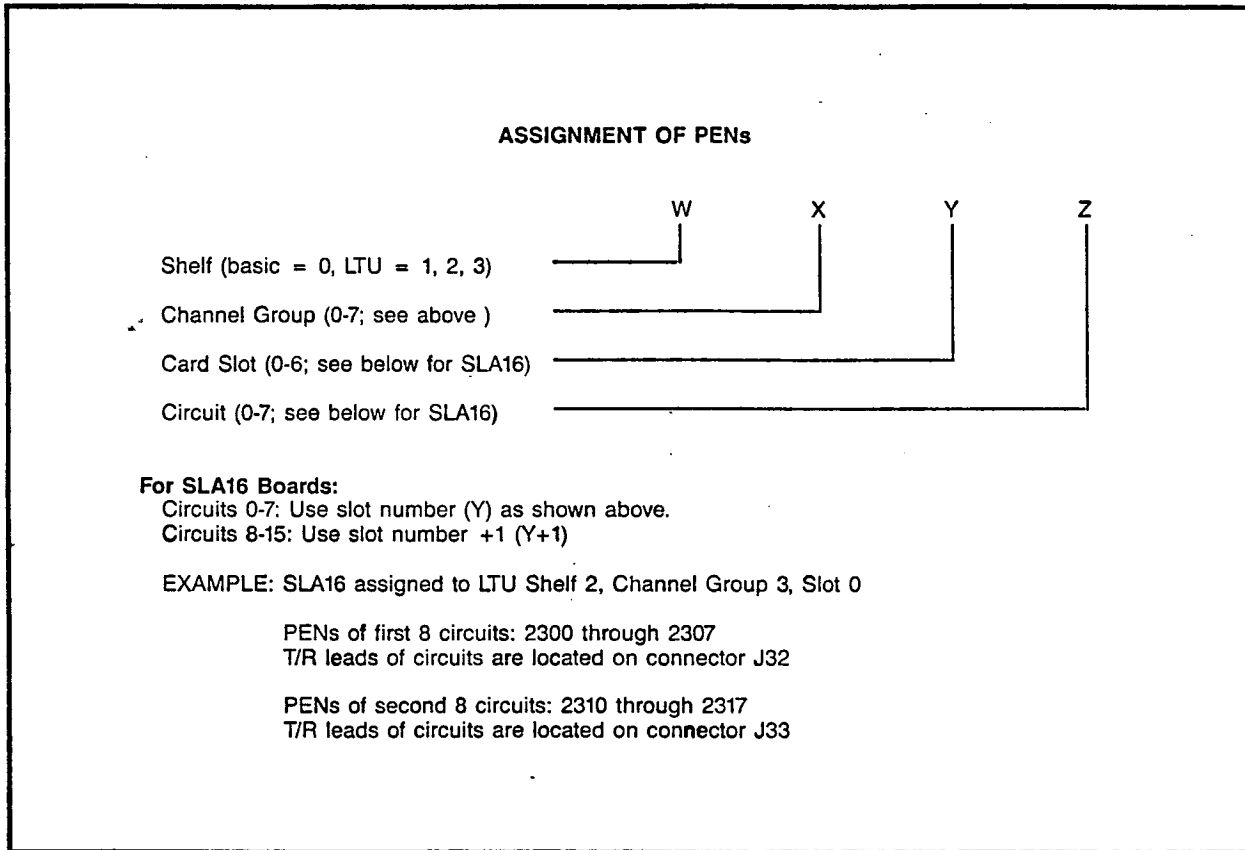 ASSIGNMENT OF PENs
W X Y Z
Shelf (basic = 0, LTU = 1, 2, 3)
Channel Group (0-7; see above )
Card Slot (0-6; see below for SLA16)
Circuit (0-7; see below for SLA16)
For SLA16 Boards:
Circuits 0-7: Use slot number (Y) as shown above.
Circuits 8-15: Use slot number +1 (Y+1)
EXAMPLE: SLA16 assigned to LTU Shelf 2, Channel Group 3, Slot 0
PENs of first 8 circuits: 2300 through 2307
T/R leads of circuits are located on connector J32
PENs of second 8 circuits: 2310 through 2317
T/R leads of circuits are located on connector J33